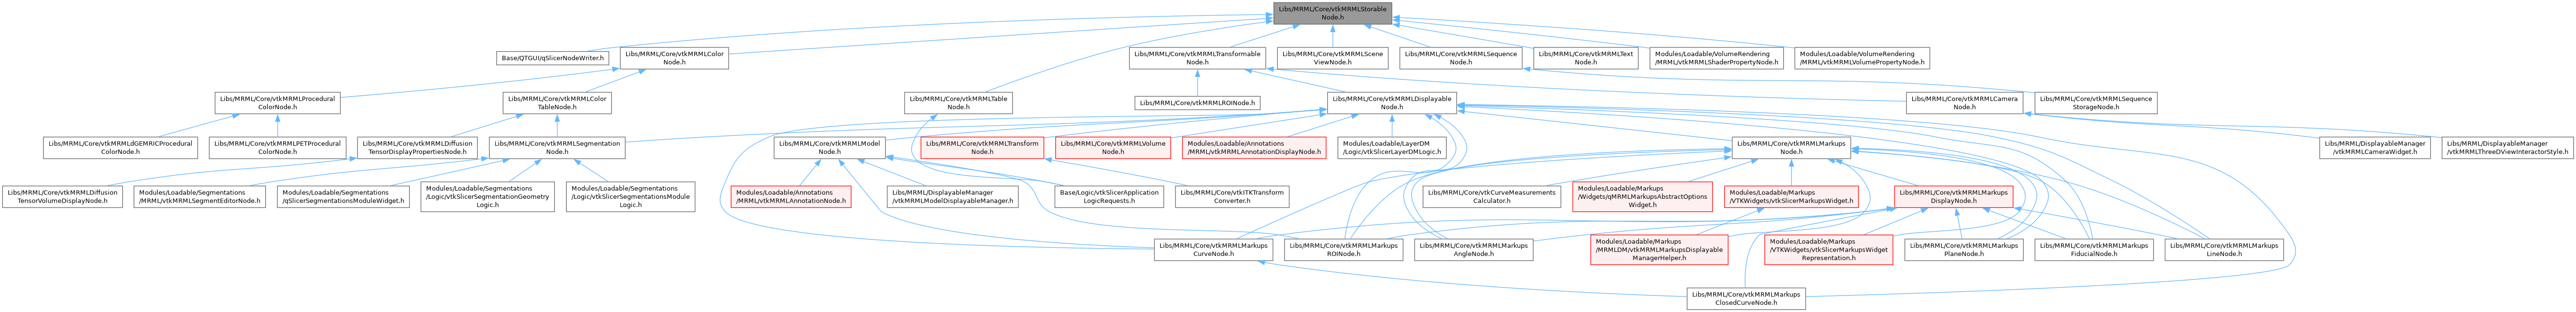 Libs/MRML/Core/vtkMRMLStorable
Node.h
Base/QTGUI/qSlicerNodeWriter.h
Libs/MRML/Core/vtkMRMLColor
Node.h
Libs/MRML/Core/vtkMRMLTransformable
Node.h
Libs/MRML/Core/vtkMRMLScene
ViewNode.h
Libs/MRML/Core/vtkMRMLSequence
Node.h
Libs/MRML/Core/vtkMRMLText
Node.h
Modules/Loadable/VolumeRendering
/MRML/vtkMRMLShaderPropertyNode.h
Modules/Loadable/VolumeRendering
/MRML/vtkMRMLVolumePropertyNode.h
Libs/MRML/Core/vtkMRMLProcedural
ColorNode.h
Libs/MRML/Core/vtkMRMLColor
TableNode.h
Libs/MRML/Core/vtkMRMLTable
Node.h
Libs/MRML/Core/vtkMRMLROINode.h
Libs/MRML/Core/vtkMRMLDisplayable
Node.h
Libs/MRML/Core/vtkMRMLCamera
Node.h
Libs/MRML/Core/vtkMRMLSequence
StorageNode.h
Libs/MRML/Core/vtkMRMLdGEMRICProcedural
ColorNode.h
Libs/MRML/Core/vtkMRMLPETProcedural
ColorNode.h
Libs/MRML/Core/vtkMRMLDiffusion
TensorDisplayPropertiesNode.h
Libs/MRML/Core/vtkMRMLSegmentation
Node.h
Libs/MRML/Core/vtkMRMLModel
Node.h
Libs/MRML/Core/vtkMRMLTransform
Node.h
Libs/MRML/Core/vtkMRMLVolume
Node.h
Modules/Loadable/Annotations
/MRML/vtkMRMLAnnotationDisplayNode.h
Modules/Loadable/LayerDM
/Logic/vtkSlicerLayerDMLogic.h
Libs/MRML/Core/vtkMRMLMarkups
Node.h
Libs/MRML/DisplayableManager
/vtkMRMLCameraWidget.h
Libs/MRML/DisplayableManager
/vtkMRMLThreeDViewInteractorStyle.h
Libs/MRML/Core/vtkMRMLDiffusion
TensorVolumeDisplayNode.h
Modules/Loadable/Segmentations
/MRML/vtkMRMLSegmentEditorNode.h
Modules/Loadable/Segmentations
/qSlicerSegmentationsModuleWidget.h
Modules/Loadable/Segmentations
/Logic/vtkSlicerSegmentationGeometry
Logic.h
Modules/Loadable/Segmentations
/Logic/vtkSlicerSegmentationsModule
Logic.h
Modules/Loadable/Annotations
/MRML/vtkMRMLAnnotationNode.h
Libs/MRML/DisplayableManager
/vtkMRMLModelDisplayableManager.h
Base/Logic/vtkSlicerApplication
LogicRequests.h
Libs/MRML/Core/vtkITKTransform
Converter.h
Libs/MRML/Core/vtkCurveMeasurements
Calculator.h
Modules/Loadable/Markups
/Widgets/qMRMLMarkupsAbstractOptions
Widget.h
Modules/Loadable/Markups
/VTKWidgets/vtkSlicerMarkupsWidget.h
Libs/MRML/Core/vtkMRMLMarkups
DisplayNode.h
Libs/MRML/Core/vtkMRMLMarkups
CurveNode.h
Libs/MRML/Core/vtkMRMLMarkups
ROINode.h
Libs/MRML/Core/vtkMRMLMarkups
AngleNode.h
Modules/Loadable/Markups
/MRMLDM/vtkMRMLMarkupsDisplayable
ManagerHelper.h
Modules/Loadable/Markups
/VTKWidgets/vtkSlicerMarkupsWidget
Representation.h
Libs/MRML/Core/vtkMRMLMarkups
PlaneNode.h
Libs/MRML/Core/vtkMRMLMarkups
FiducialNode.h
Libs/MRML/Core/vtkMRMLMarkups
LineNode.h
Libs/MRML/Core/vtkMRMLMarkups
ClosedCurveNode.h